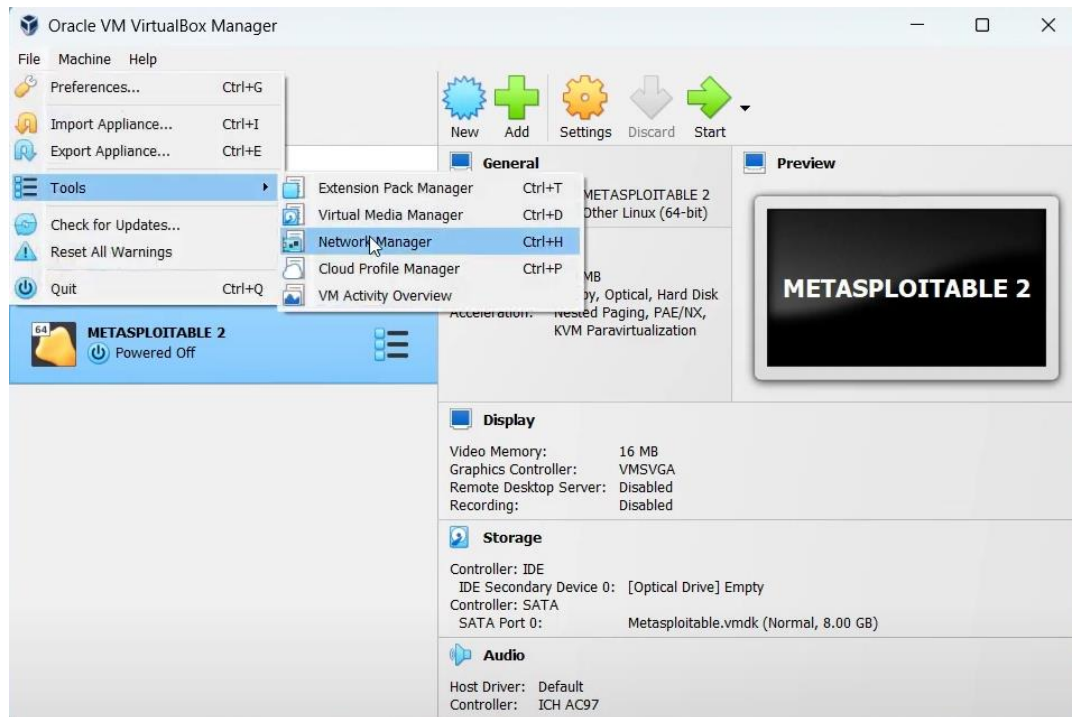 Oracle VM VirtualBox Manager
File Machine Help
Preferences... Ctrl+G
Import Appliance... Ctrl+I
Export Appliance... Ctrl+E
Tools
Check for Updates...
Reset All Warnings
Quit Ctrl+Q
Extension Pack Manager Ctrl+T
Virtual Media Manager Ctrl+D
Network Manager Ctrl+H
Cloud Profile Manager Ctrl+P
VM Activity Overview
New Add Settings Discard Start
64
METASPLOITABLE 2
Powered Off
General
METASPLOITABLE 2
Other Linux (64-bit)
MB
Optical, Hard Disk
Acceleration: Nested Paging, PAE/NX,
KVM Paravirtualization
Preview
METASPLOITABLE 2
Display
Video Memory: 16 MB
Graphics Controller: VMSVGA
Remote Desktop Server: Disabled
Recording: Disabled
Storage
Controller: IDE
IDE Secondary Device 0: [Optical Drive] Empty
Controller: SATA
SATA Port 0: Metasploitable.vmdk (Normal, 8.00 GB)
Audio
Host Driver: Default
Controller: ICH AC97